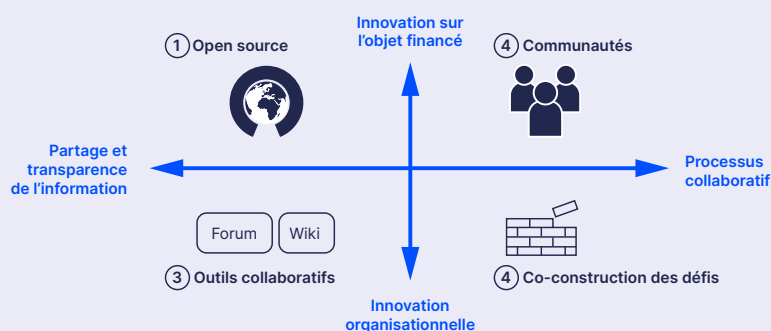 Innovation sur
l'objet financé
1 Open source
4 Communautés
Partage et
transparence
de l'information
Processus
collaboratif
Forum
Wiki
3 Outils collaboratifs
4 Co-construction des défis
Innovation
organisationnelle